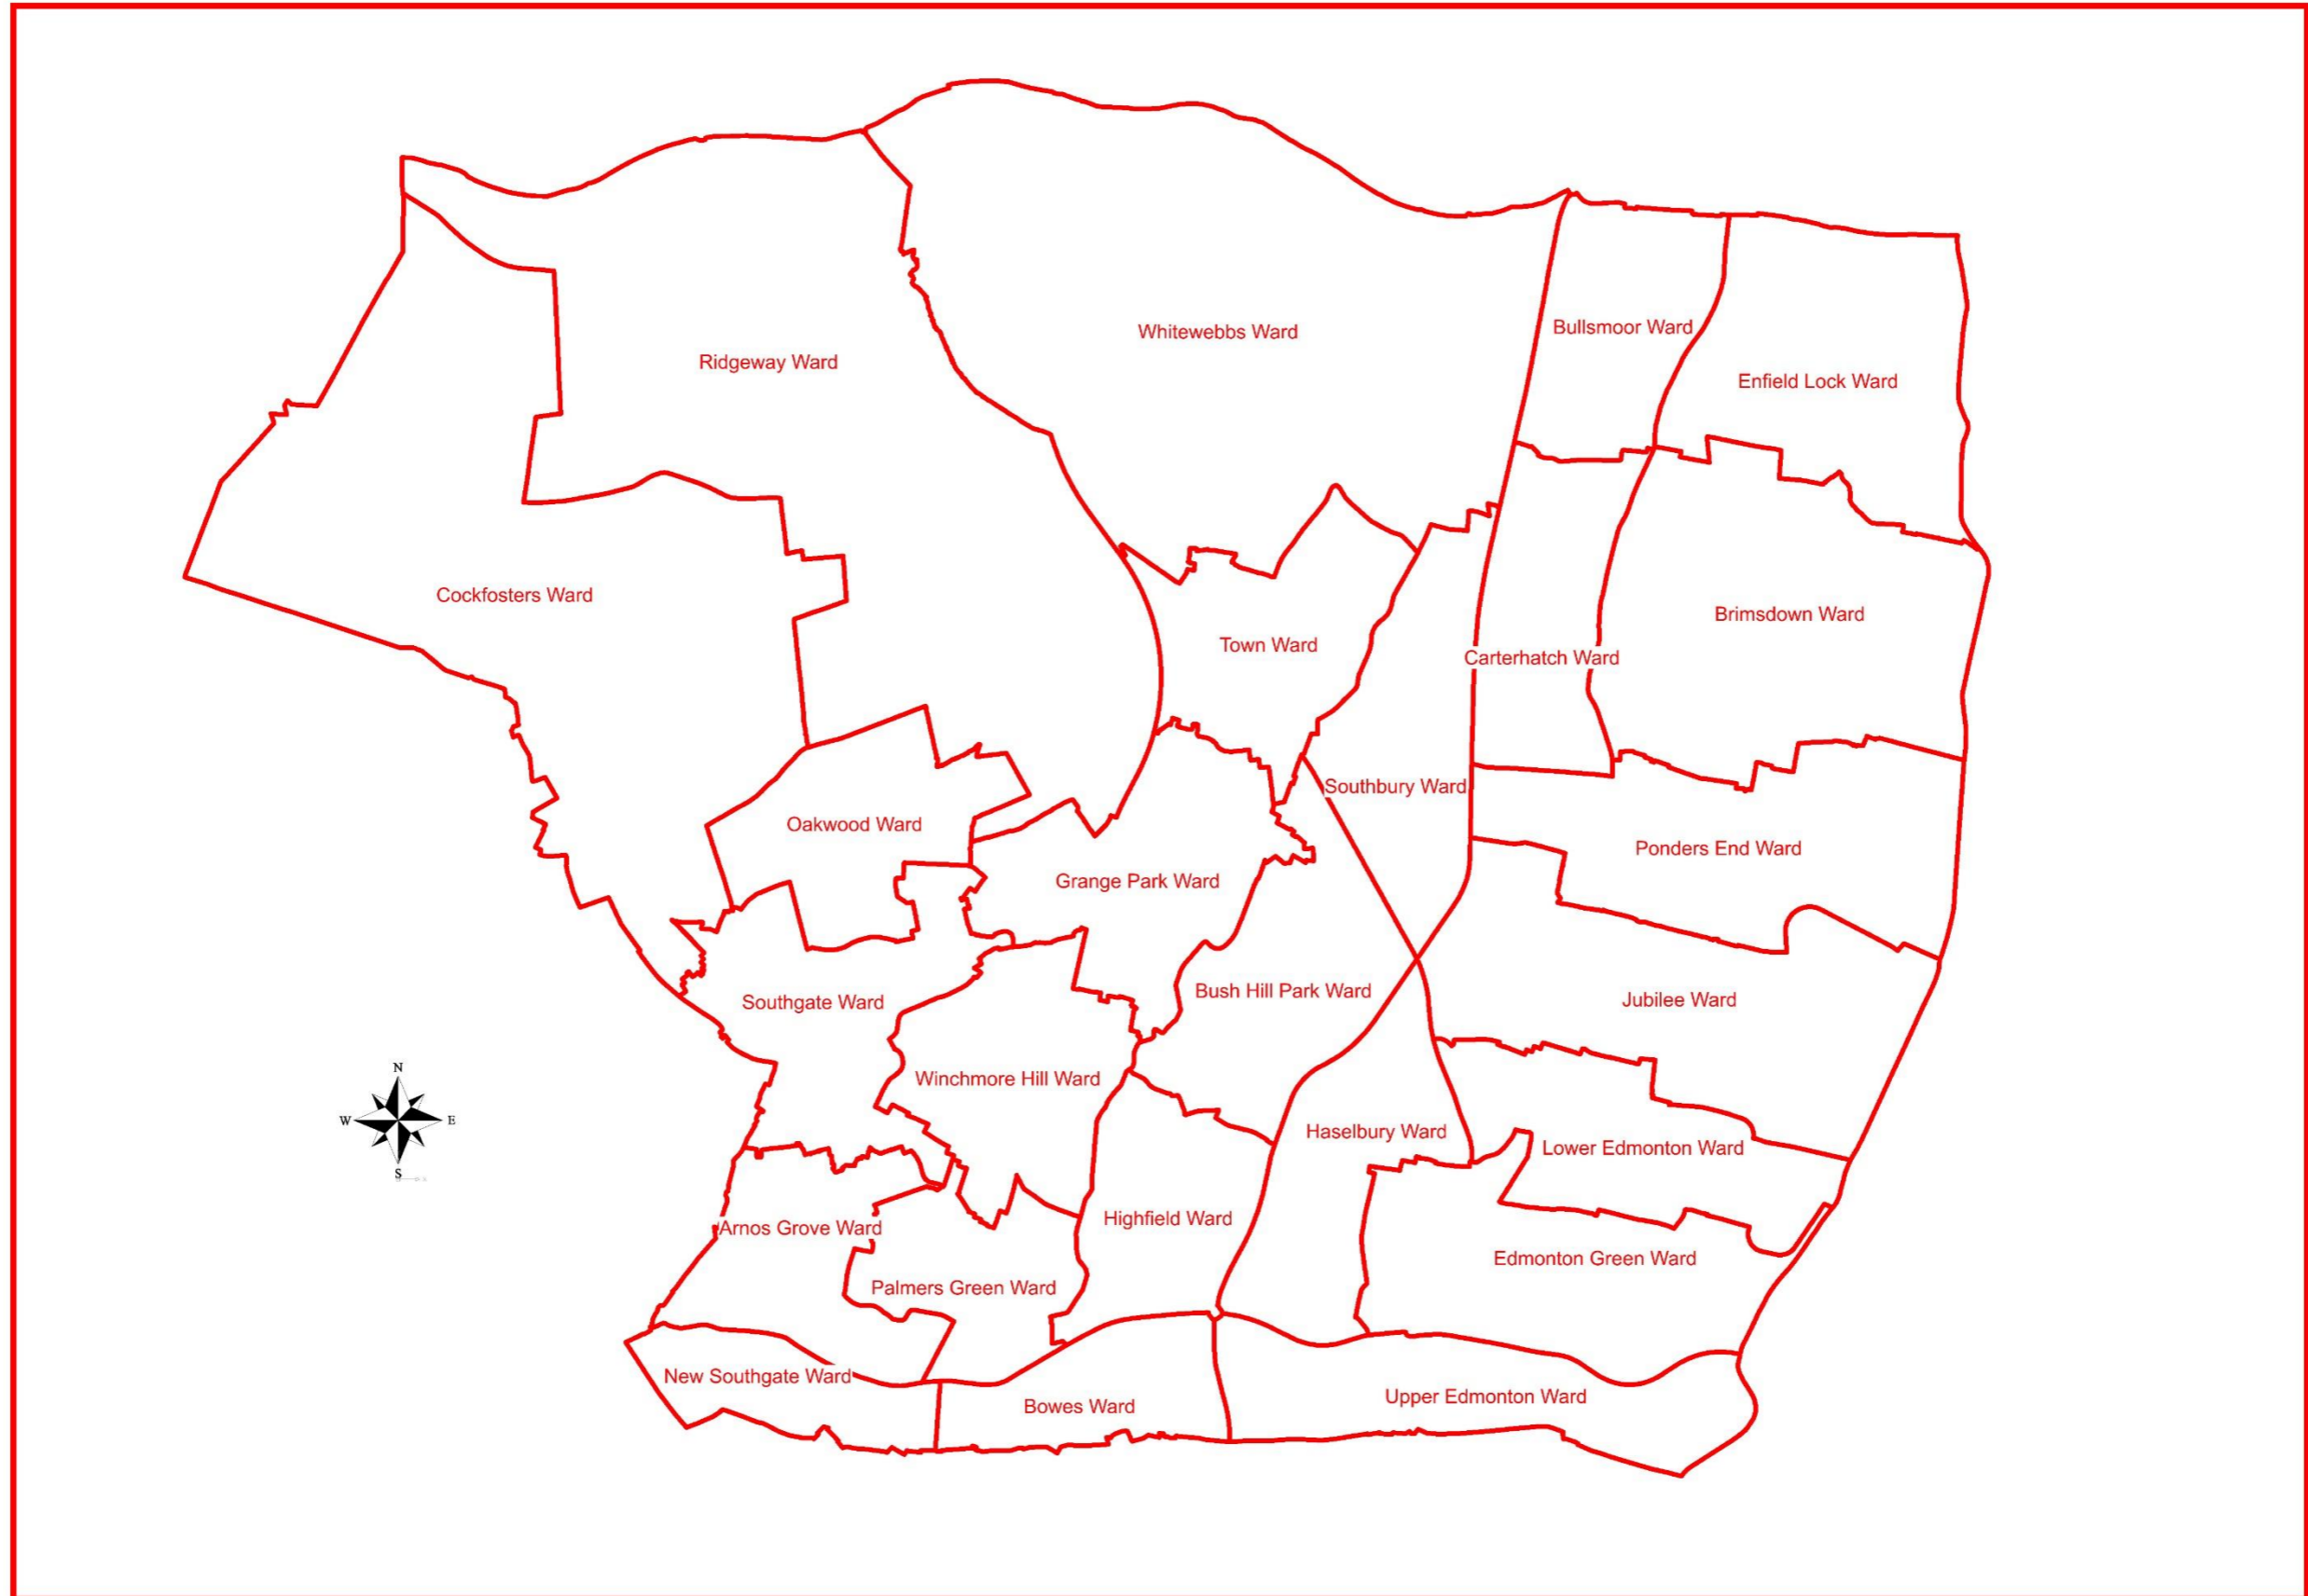 Bullsmoor Ward
Whitewebbs Ward
Ridgeway Ward
Enfield Lock Ward
Cockfosters Ward
Brimsdown Ward
Town Ward
Carterhatch Ward
Southbury Ward
Oakwood Ward
Ponders End Ward
Grange Park Ward
Bush Hill Park Ward
Jubilee Ward
Southgate Ward
N
Winchmore Hill Ward
W
E
Haselbury Ward
Lower Edmonton Ward
S
Highfield Ward
Arnos Grove Ward
Edmonton Green Ward
Palmers Green Ward
New Southgate Ward
Upper Edmonton Ward
Bowes Ward